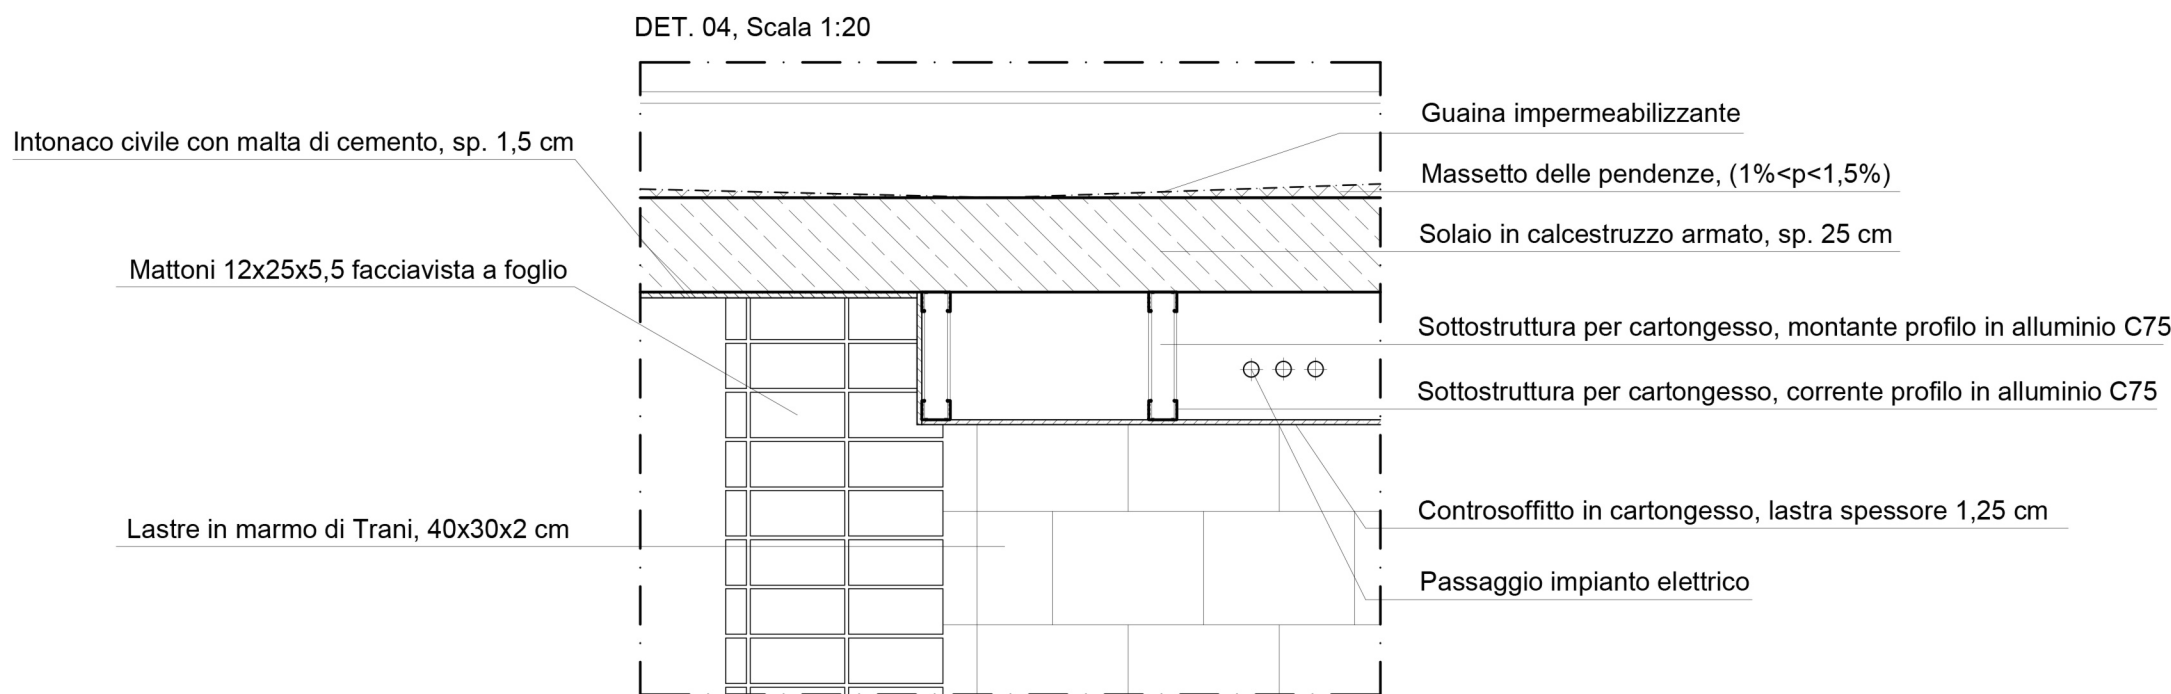 DET. 04, Scala 1:20
Intonaco civile con malta di cemento, sp. 1,5 cm
Mattoni 12x25x5,5 facciavista a foglio
Lastre in marmo di Trani, 40x30x2 cm
Guaina impermeabilizzante
Massetto delle pendenze, (1%<p<1,5%)
Solaio in calcestruzzo armato, sp. 25 cm
Sottostruttura per cartongesso, montante profilo in alluminio C75
Sottostruttura per cartongesso, corrente profilo in alluminio C75
Controsoffitto in cartongesso, lastra spessore 1,25 cm
Passaggio impianto elettrico